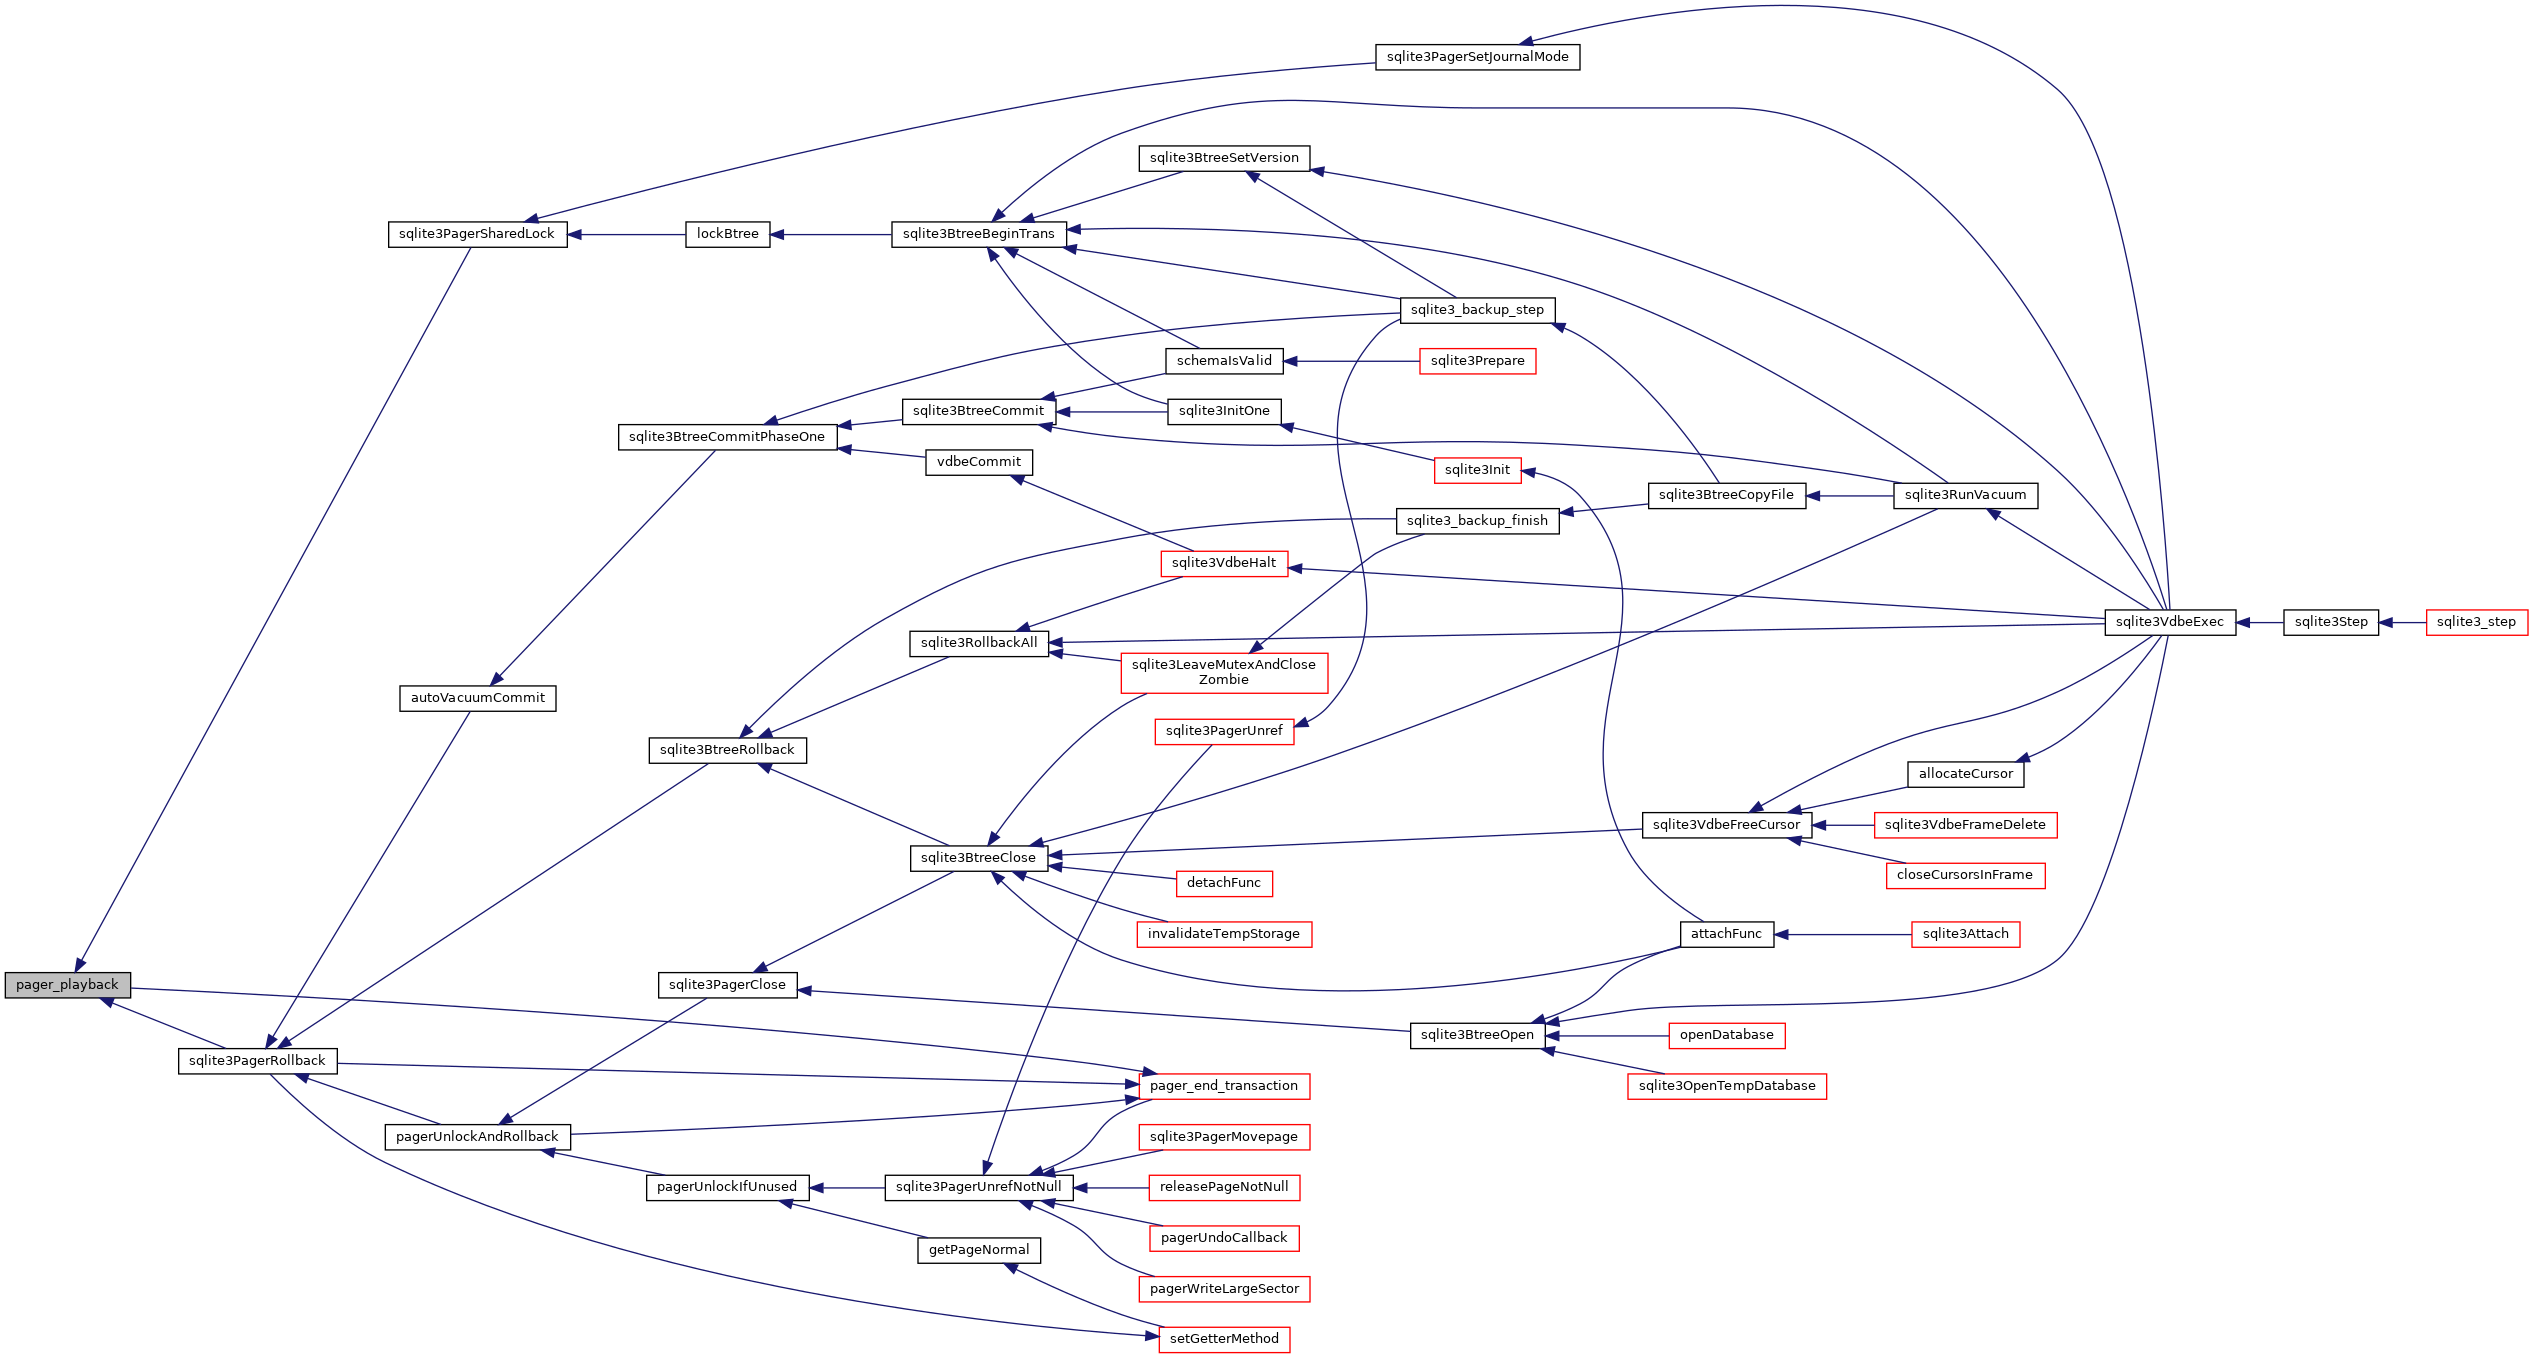 sqlite3PagerSetJournalMode
sqlite3BtreeSetVersion
sqlite3PagerSharedLock
lockBtree
sqlite3BtreeBeginTrans
sqlite3_backup_step
schemaIsValid
sqlite3Prepare
sqlite3BtreeCommit
sqlite3InitOne
sqlite3BtreeCommitPhaseOne
vdbeCommit
sqlite3Init
sqlite3BtreeCopyFile
sqlite3RunVacuum
sqlite3_backup_finish
sqlite3VdbeHalt
sqlite3VdbeExec
sqlite3Step
sqlite3_step
sqlite3RollbackAll
sqlite3LeaveMutexAndClose
Zombie
autoVacuumCommit
sqlite3PagerUnref
sqlite3BtreeRollback
allocateCursor
sqlite3VdbeFreeCursor
sqlite3VdbeFrameDelete
sqlite3BtreeClose
closeCursorsInFrame
detachFunc
invalidateTempStorage
attachFunc
sqlite3Attach
pager_playback
sqlite3PagerClose
sqlite3BtreeOpen
openDatabase
sqlite3PagerRollback
pager_end_transaction
sqlite3OpenTempDatabase
pagerUnlockAndRollback
sqlite3PagerMovepage
pagerUnlockIfUnused
sqlite3PagerUnrefNotNull
releasePageNotNull
pagerUndoCallback
getPageNormal
pagerWriteLargeSector
setGetterMethod